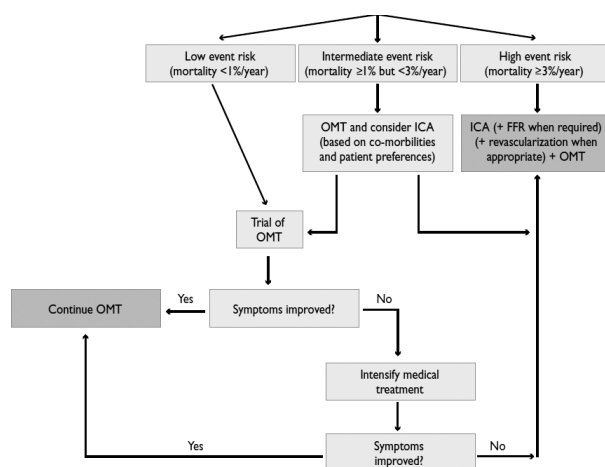 Low event risk
(mortality <1%/year)
Intermediate event risk
(mortality ≥1% but <3%/year)
High event risk
(mortality ≥3%/year)
OMT and consider ICA
(based on co-morbilities
and patient preferences)
ICA (+ FFR when required)
(+ revascularization when
appropriate) + OMT
Trial of
OMT
Continue OMT
Yes
Symptoms improved?
No
Intensify medical
treatment
Yes
Symptoms
improved?
No